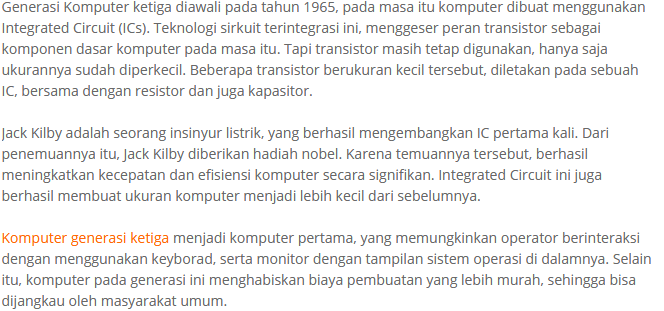 Generasi Komputer ketiga diawali pada tahun 1965, pada masa itu komputer dibuat menggunakan
Integrated Circuit (ICs). Teknologi sirkuit terintegrasi ini, menggeser peran transistor sebagai
komponen dasar komputer pada masa itu. Tapi transistor masih tetap digunakan, hanya saja
ukurannya sudah diperkecil. Beberapa transistor berukuran kecil tersebut, diletakan pada sebuah
IC, bersama dengan resistor dan juga kapasitor.
Jack Kilby adalah seorang insinyur listrik, yang berhasil mengembangkan IC pertama kali. Dari
penemuannya itu, Jack Kilby diberikan hadiah nobel. Karena temuannya tersebut, berhasil
meningkatkan kecepatan dan efisiensi komputer secara signifikan. Integrated Circuit ini juga
berhasil membuat ukuran komputer menjadi lebih kecil dari sebelumnya.
Komputer generasi ketiga menjadi komputer pertama, yang memungkinkan operator berinteraksi
dengan menggunakan keyborad, serta monitor dengan tampilan sistem operasi di dalamnya. Selain
itu, komputer pada generasi ini menghabiskan biaya pembuatan yang lebih murah, sehingga bisa
dijangkau oleh masyarakat umum.